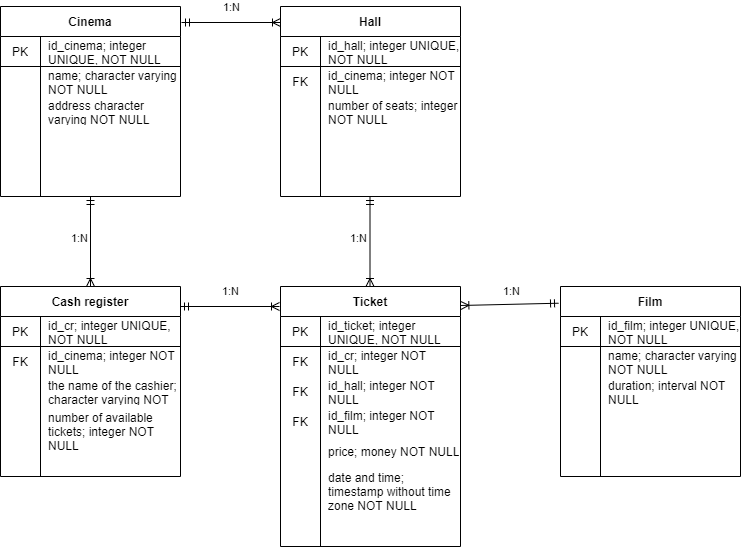 Cinema
PK
id_cinema; integer
UNIQUE, NOT NULL
name; character varying
NOT NULL
address character
varying NOT NULL
1:N
Hall
PK
id_hall; integer UNIQUE,
NOT NULL
FK
id_cinema; integer NOT
NULL
number of seats; integer
NOT NULL
1:N
1:N
Cash register
PK
id_cr; integer UNIQUE,
NOT NULL
FK
id_cinema; integer NOT
NULL
the name of the cashier;
character varying NOT
number of available
tickets; integer NOT
NULL
1:N
Ticket
PK
id_ticket; integer
UNIQUE, NOT NULL
FK
id_cr; integer NOT
NULL
FK
id_hall; integer NOT
NULL
FK
id_film; integer NOT
NULL
price; money NOT NULL
date and time;
timestamp without time
zone NOT NULL
1:N
Film
PK
id_film; integer UNIQUE,
NOT NULL
name; character varying
NOT NULL
duration; interval NOT
NULL